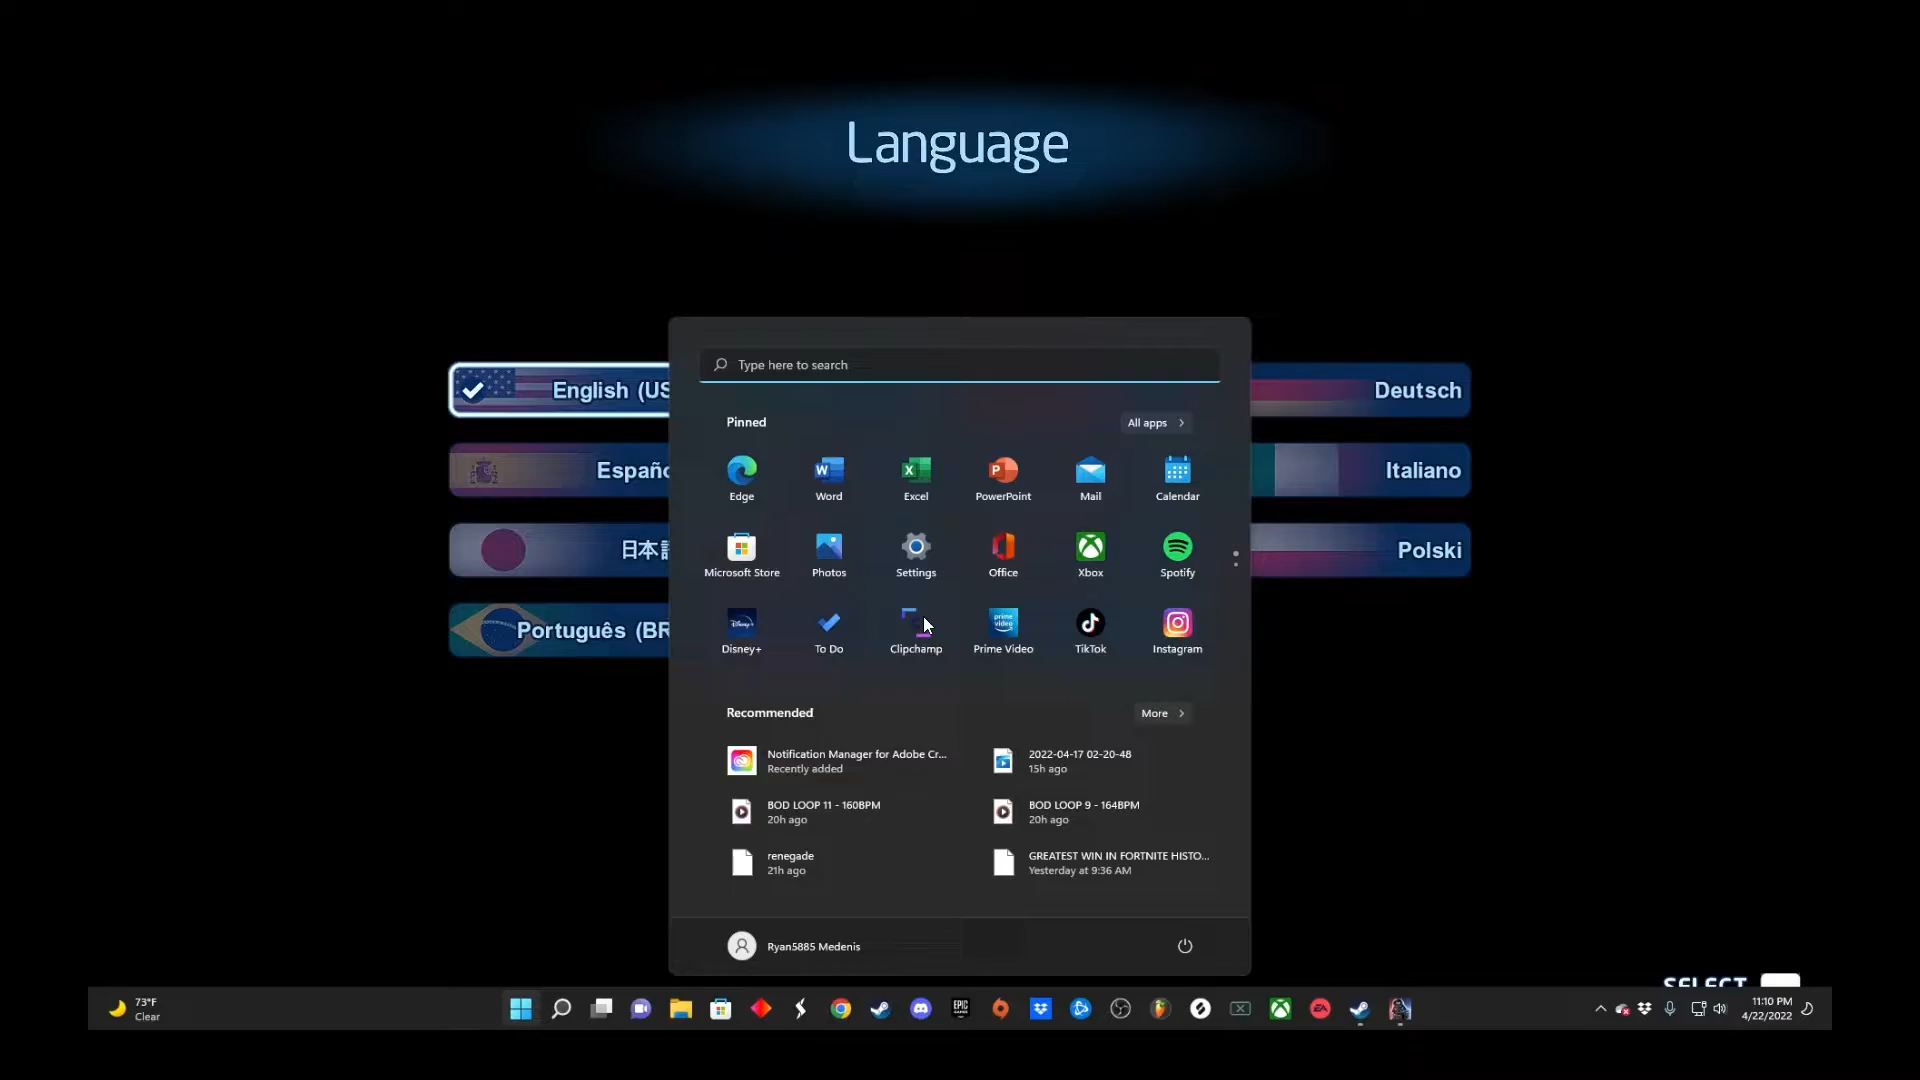 Language
Type here to search
English (US
Deutsch
Pinned
All apps
Españo
Italiano
Edge
Word
Excel
PowerPoint
Mail
Calendar
日本語
Polski
Microsoft Store
Photos
Settings
Office
Xbox
Spotify
Português (BR
Disney+
To Do
Clipchamp
Prime Video
TikTok
Instagram
Recommended
More
Notification Manager for Adobe Cr...
Recently added
2022-04-17 02-20-48
15h ago
BOD LOOP 11 - 160BPM
20h ago
BOD LOOP 9 - 164BPM
20h ago
renegade
21h ago
GREATEST WIN IN FORTNITE HISTO...
Yesterday at 9:36 AM
Ryan5885 Medenis
SELECT
73°F
Clear
11:10 PM
4/22/2022